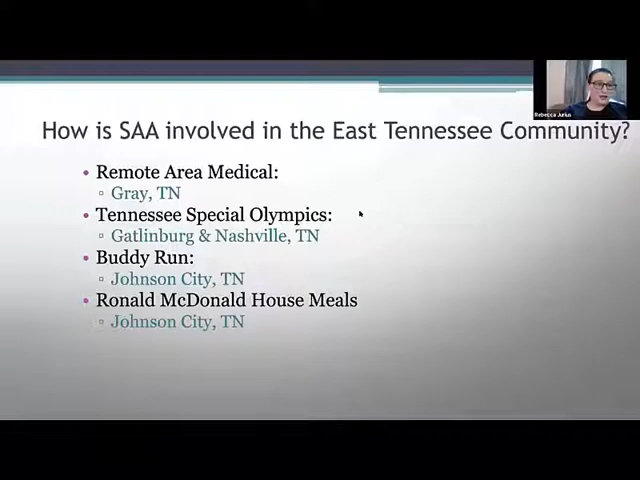 Rebecca Jurius
How is SAA involved in the East Tennessee Community?
• Remote Area Medical:
▫ Gray, TN
• Tennessee Special Olympics:
▫ Gatlinburg & Nashville, TN
• Buddy Run:
▫ Johnson City, TN
• Ronald McDonald House Meals
▫ Johnson City, TN